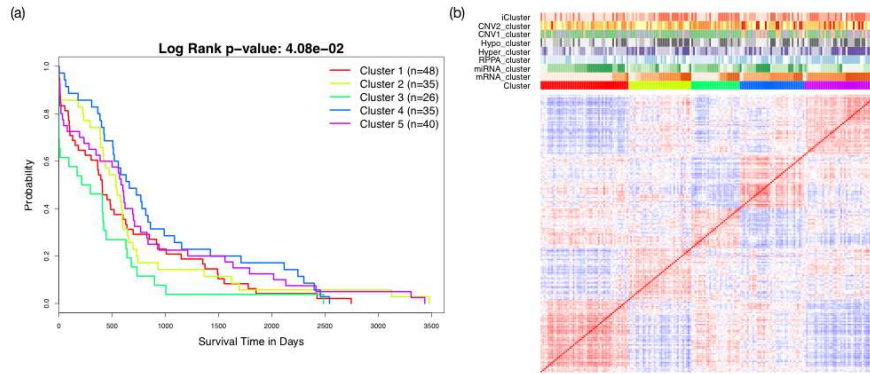 (a)
Log Rank p-value: 4.08e-02
Cluster 1 (n=48)
Cluster 2 (n=35)
Cluster 3 (n=26)
Cluster 4 (n=35)
Cluster 5 (n=40)
Probability
1.0
0.8
0.6
0.4
0.2
0.0
0 500 1000 1500 2000 2500 3000 3500
Survival Time in Days
(b)
iCluster
CNV2_cluster
CNV1_cluster
Hypo_cluster
Hyper_cluster
RPPA_cluster
miRNA_cluster
mRNA_cluster
Cluster